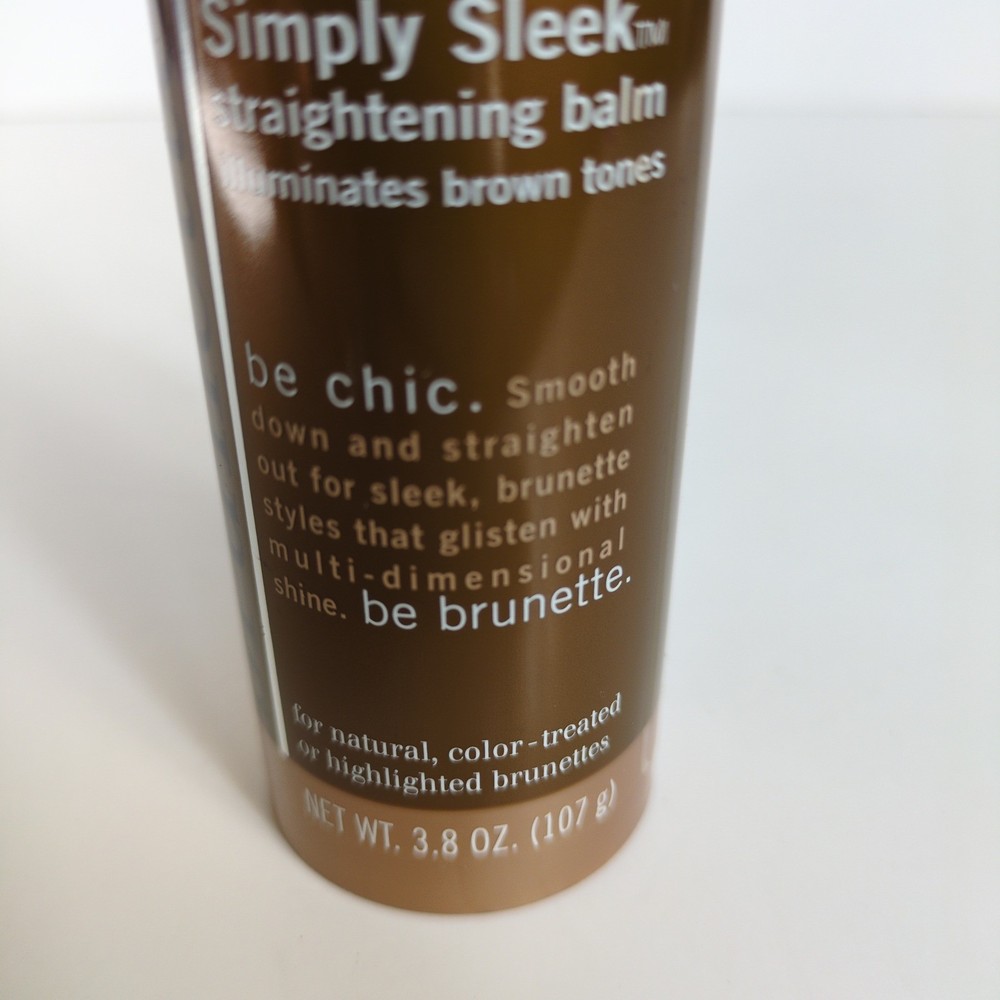 Simply Sleek™
straightening balm
illuminates brown tones
be chic. Smooth
down and straighten
out for sleek, brunette
styles that glisten with
multi-dimensional
shine. be brunette.
for natural, color-treated
or highlighted brunettes
NET WT. 3.8 OZ. (107 g)